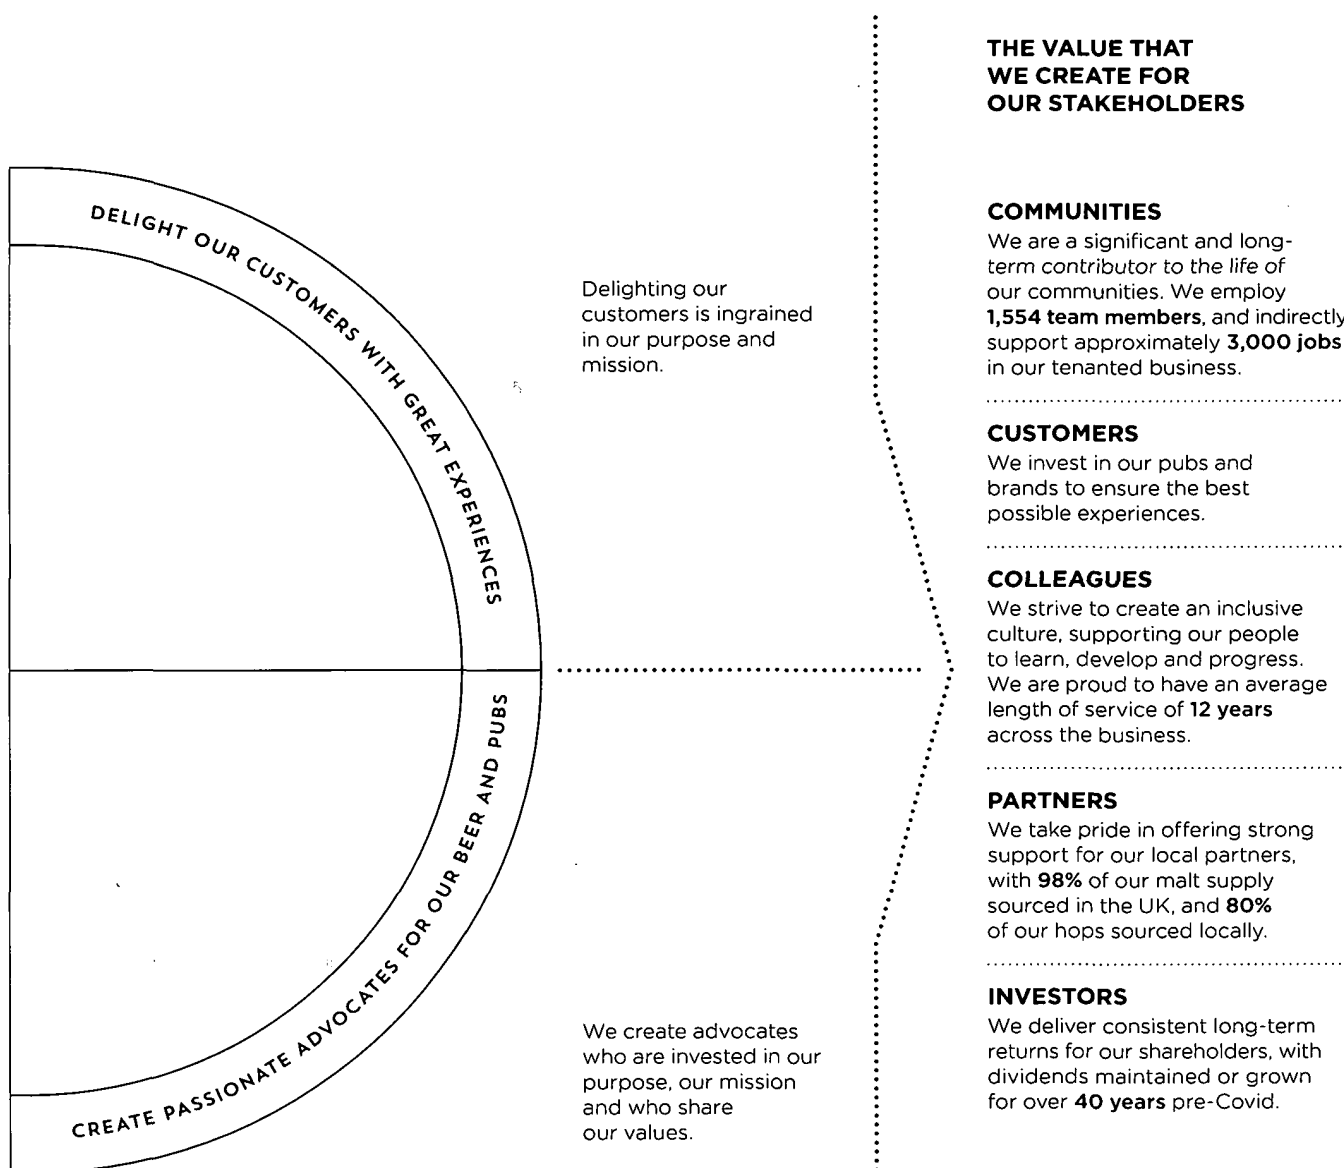 DELIGHT OUR CUSTOMERS WITH GREAT EXPERIENCES
CREATE PASSIONATE ADVOCATES FOR OUR BEER AND PUBS
Delighting our
customers is ingrained
in our purpose and
mission.
We create advocates
who are invested in our
purpose, our mission
and who share
our values.
THE VALUE THAT
WE CREATE FOR
OUR STAKEHOLDERS
COMMUNITIES
We are a significant and long-
term contributor to the life of
our communities. We employ
1,554 team members, and indirectly
support approximately 3,000 jobs
in our tenanted business.
CUSTOMERS
We invest in our pubs and
brands to ensure the best
possible experiences.
COLLEAGUES
We strive to create an inclusive
culture, supporting our people
to learn, develop and progress.
We are proud to have an average
length of service of 12 years
across the business.
PARTNERS
We take pride in offering strong
support for our local partners,
with 98% of our malt supply
sourced in the UK, and 80%
of our hops sourced locally.
INVESTORS
We deliver consistent long-term
returns for our shareholders, with
dividends maintained or grown
for over 40 years pre-Covid.